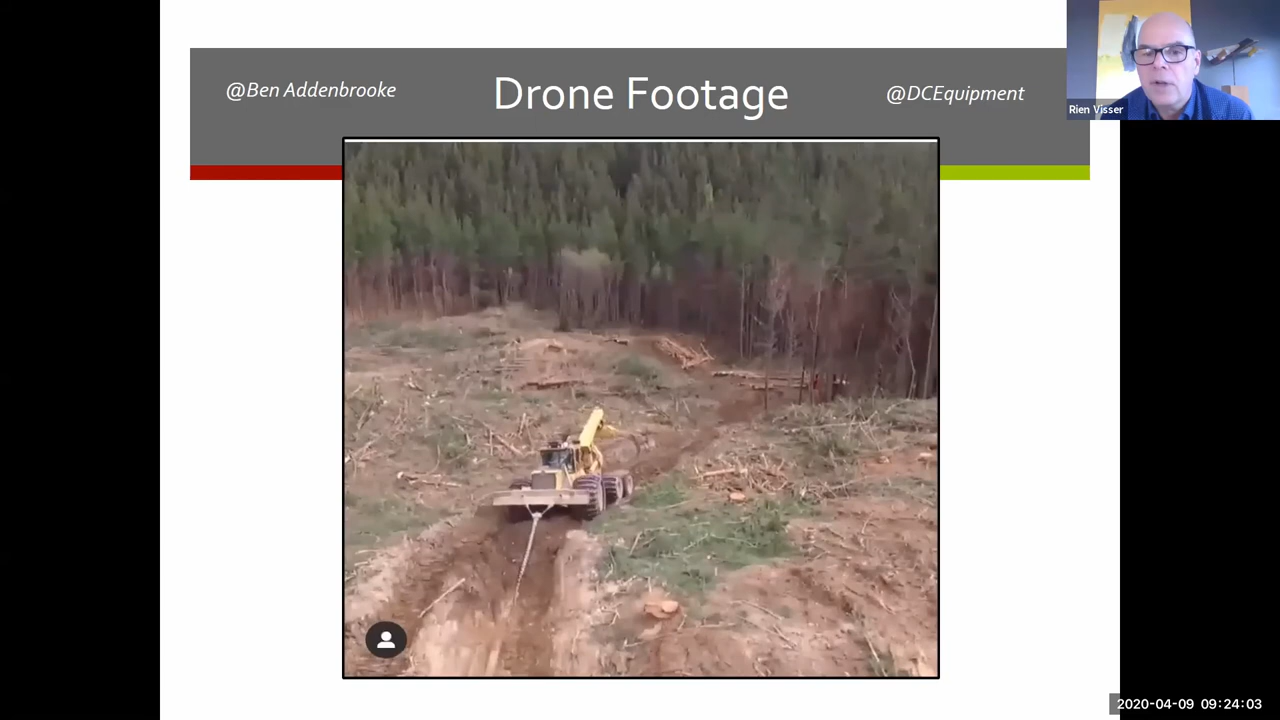 @Ben Addenbrooke
Drone Footage
@DCEquipment
Rien Visser
2020-04-09 09:24:03